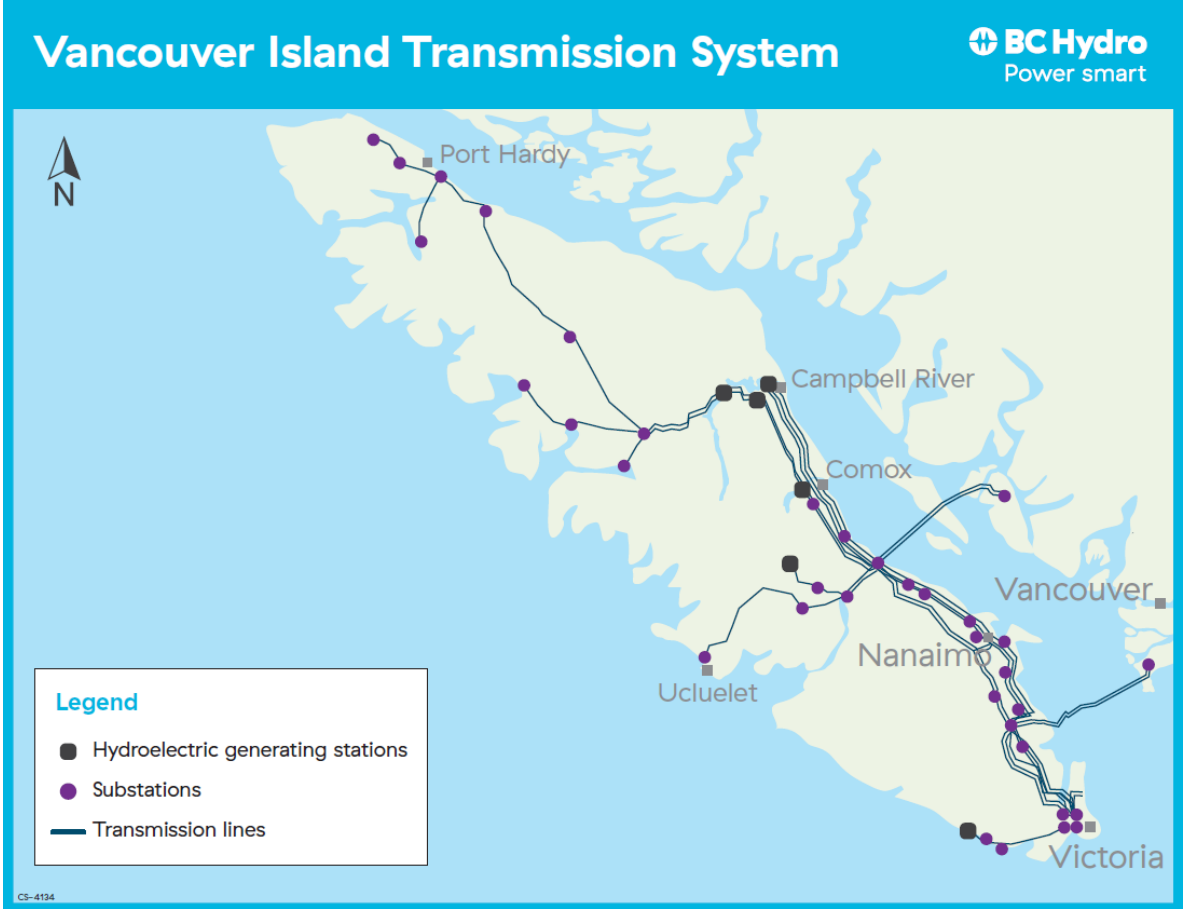 Vancouver Island Transmission System
BC Hydro
Power smart
N
Port Hardy
Campbell River
Comox
Vancouver
Nanaimo
Ucluelet
Victoria
Legend
Hydroelectric generating stations
Substations
Transmission lines
CS-4134